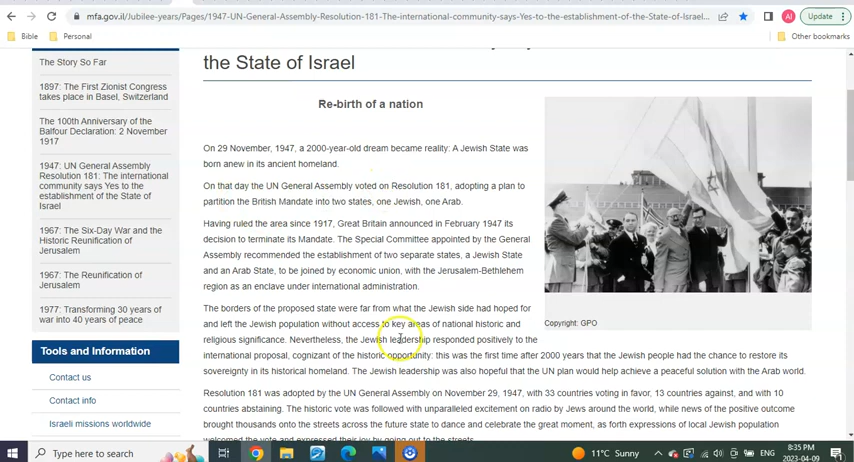 mfa.gov.il/Jubilee-years/Pages/1947-UN-General-Assembly-Resolution-181-The-international-community-says-Yes-to-the-establishment-of-the-State-of-Israel...
AI
Update
Bible
Personal
Other bookmarks
The Story So Far
1897: The First Zionist Congress
takes place in Basel, Switzerland
The 100th Anniversary of the
Balfour Declaration: 2 November
1917
1947: UN General Assembly
Resolution 181: The international
community says Yes to the
establishment of the State of
Israel
1967: The Six-Day War and the
Historic Reunification of
Jerusalem
1967: The Reunification of
Jerusalem
1977: Transforming 30 years of
war into 40 years of peace
Tools and Information
Contact us
Contact info
Israeli missions worldwide
the State of Israel
Re-birth of a nation
On 29 November, 1947, a 2000-year-old dream became reality: A Jewish State was
born anew in its ancient homeland.
On that day the UN General Assembly voted on Resolution 181, adopting a plan to
partition the British Mandate into two states, one Jewish, one Arab.
Having ruled the area since 1917, Great Britain announced in February 1947 its
decision to terminate its Mandate. The Special Committee appointed by the General
Assembly recommended the establishment of two separate states, a Jewish State
and an Arab State, to be joined by economic union, with the Jerusalem-Bethlehem
region as an enclave under international administration.
The borders of the proposed state were far from what the Jewish side had hoped for
and left the Jewish population without access to key areas of national historic and
religious significance. Nevertheless, the Jewish leadership responded positively to the
international proposal, cognizant of the historic opportunity: this was the first time after 2000 years that the Jewish people had the chance to restore its
sovereignty in its historical homeland. The Jewish leadership was also hopeful that the UN plan would help achieve a peaceful solution with the Arab world.
Resolution 181 was adopted by the UN General Assembly on November 29, 1947, with 33 countries voting in favor, 13 countries against, and with 10
countries abstaining. The historic vote was followed with unparalleled excitement on radio by Jews around the world, while news of the positive outcome
brought thousands onto the streets across the future state to dance and celebrate the great moment, as forth expressions of local Jewish population
welcomed the vote and expressed their joy by going out to the streets.
Copyright: GPO
Type here to search
11°C Sunny
ENG
8:35 PM
2023-04-09